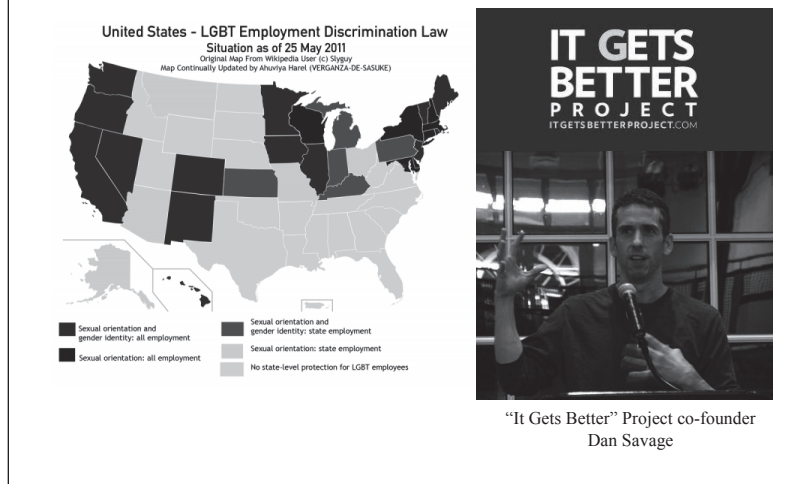 United States - LGBT Employment Discrimination Law
Situation as of 25 May 2011
Original Map From Wikipedia User (c) Slyguy
Map Continually Updated by Ahuviya Harel (VERGANZA-DE-SASUKE)
Sexual orientation and
gender identity: all employment
Sexual orientation: all employment
Sexual orientation and
gender identity: state employment
Sexual orientation: state employment
No state-level protection for LGBT employees
IT GETS
BETTER
PROJECT
ITGETSBETTERPROJECT.COM
“It Gets Better” Project co-founder
Dan Savage